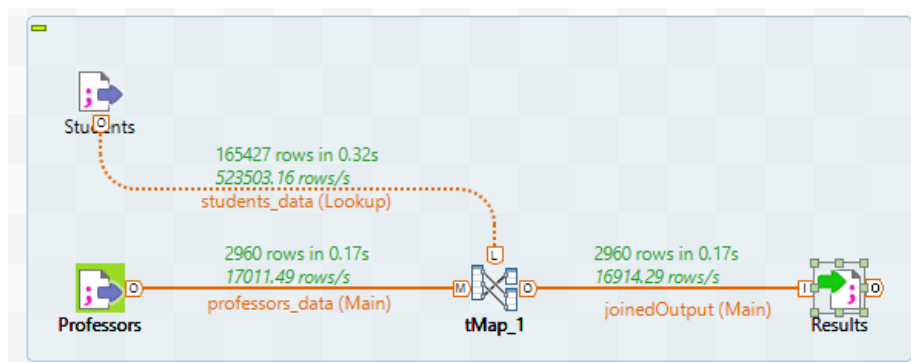 Students
165427 rows in 0.32s
523503.16 rows/s
students_data (Lookup)
L
2960 rows in 0.17s
17011.49 rows/s
2960 rows in 0.17s
16914.29 rows/s
O
M
O
I
O
professors_data (Main)
joinedOutput (Main)
Professors
tMap_1
Results